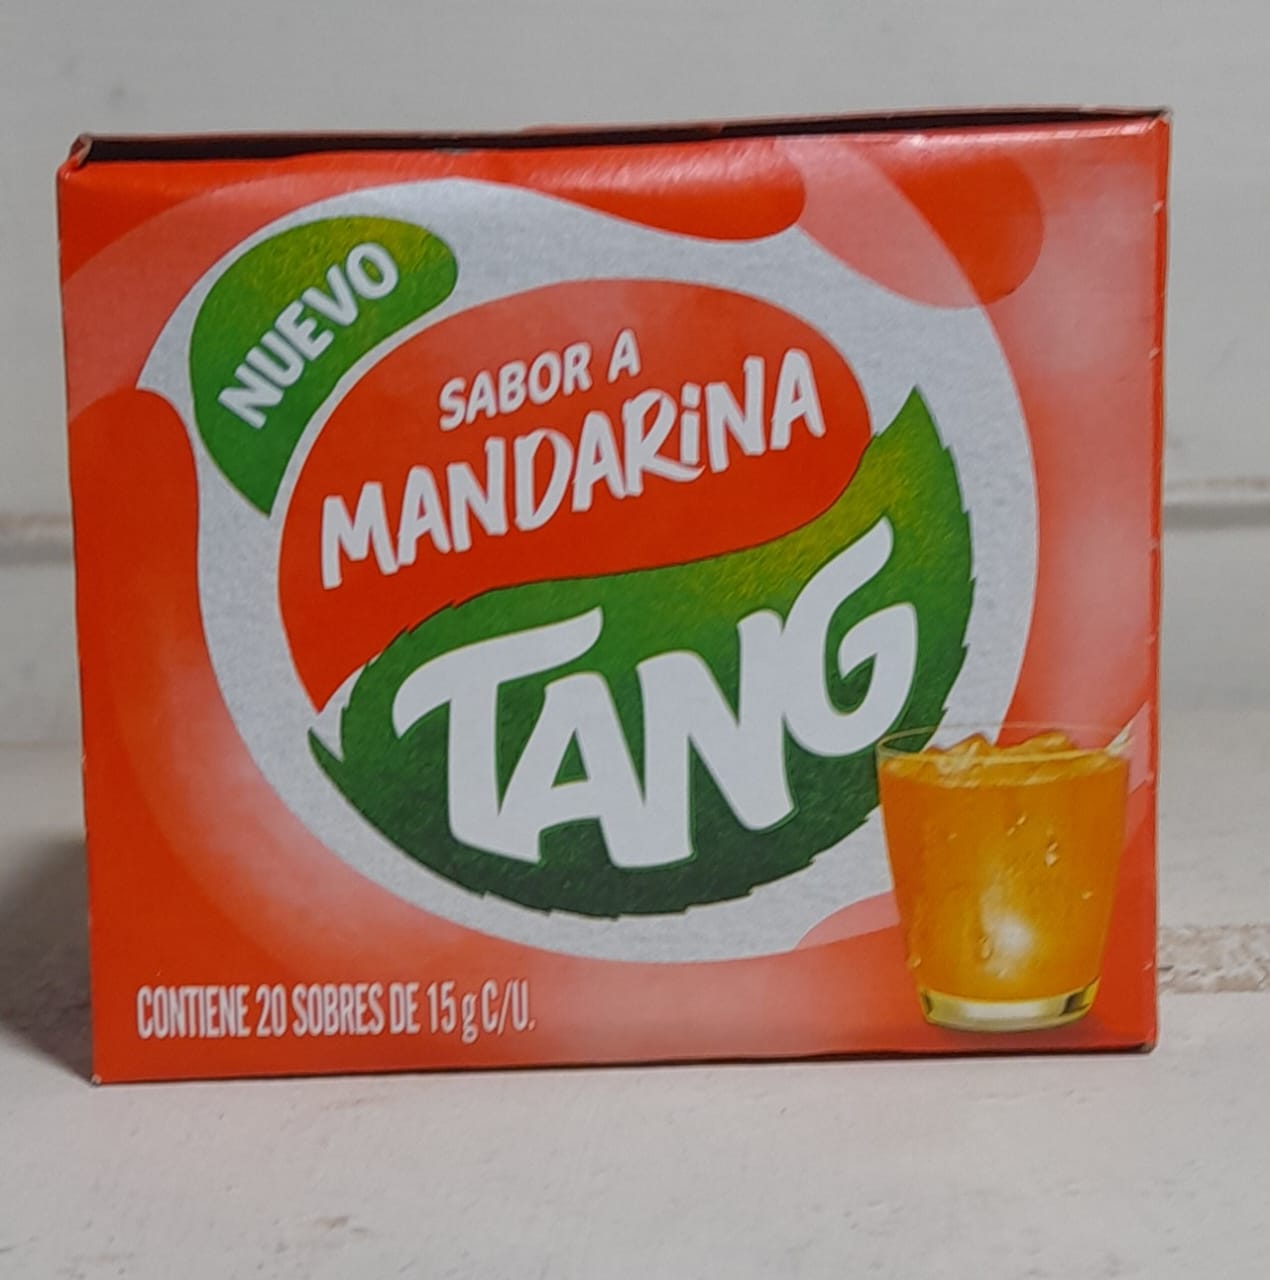 NUEVO
SABOR A
MANDARiNA
TANG
CONTIENE 20 SOBRES DE 15 g C/U.